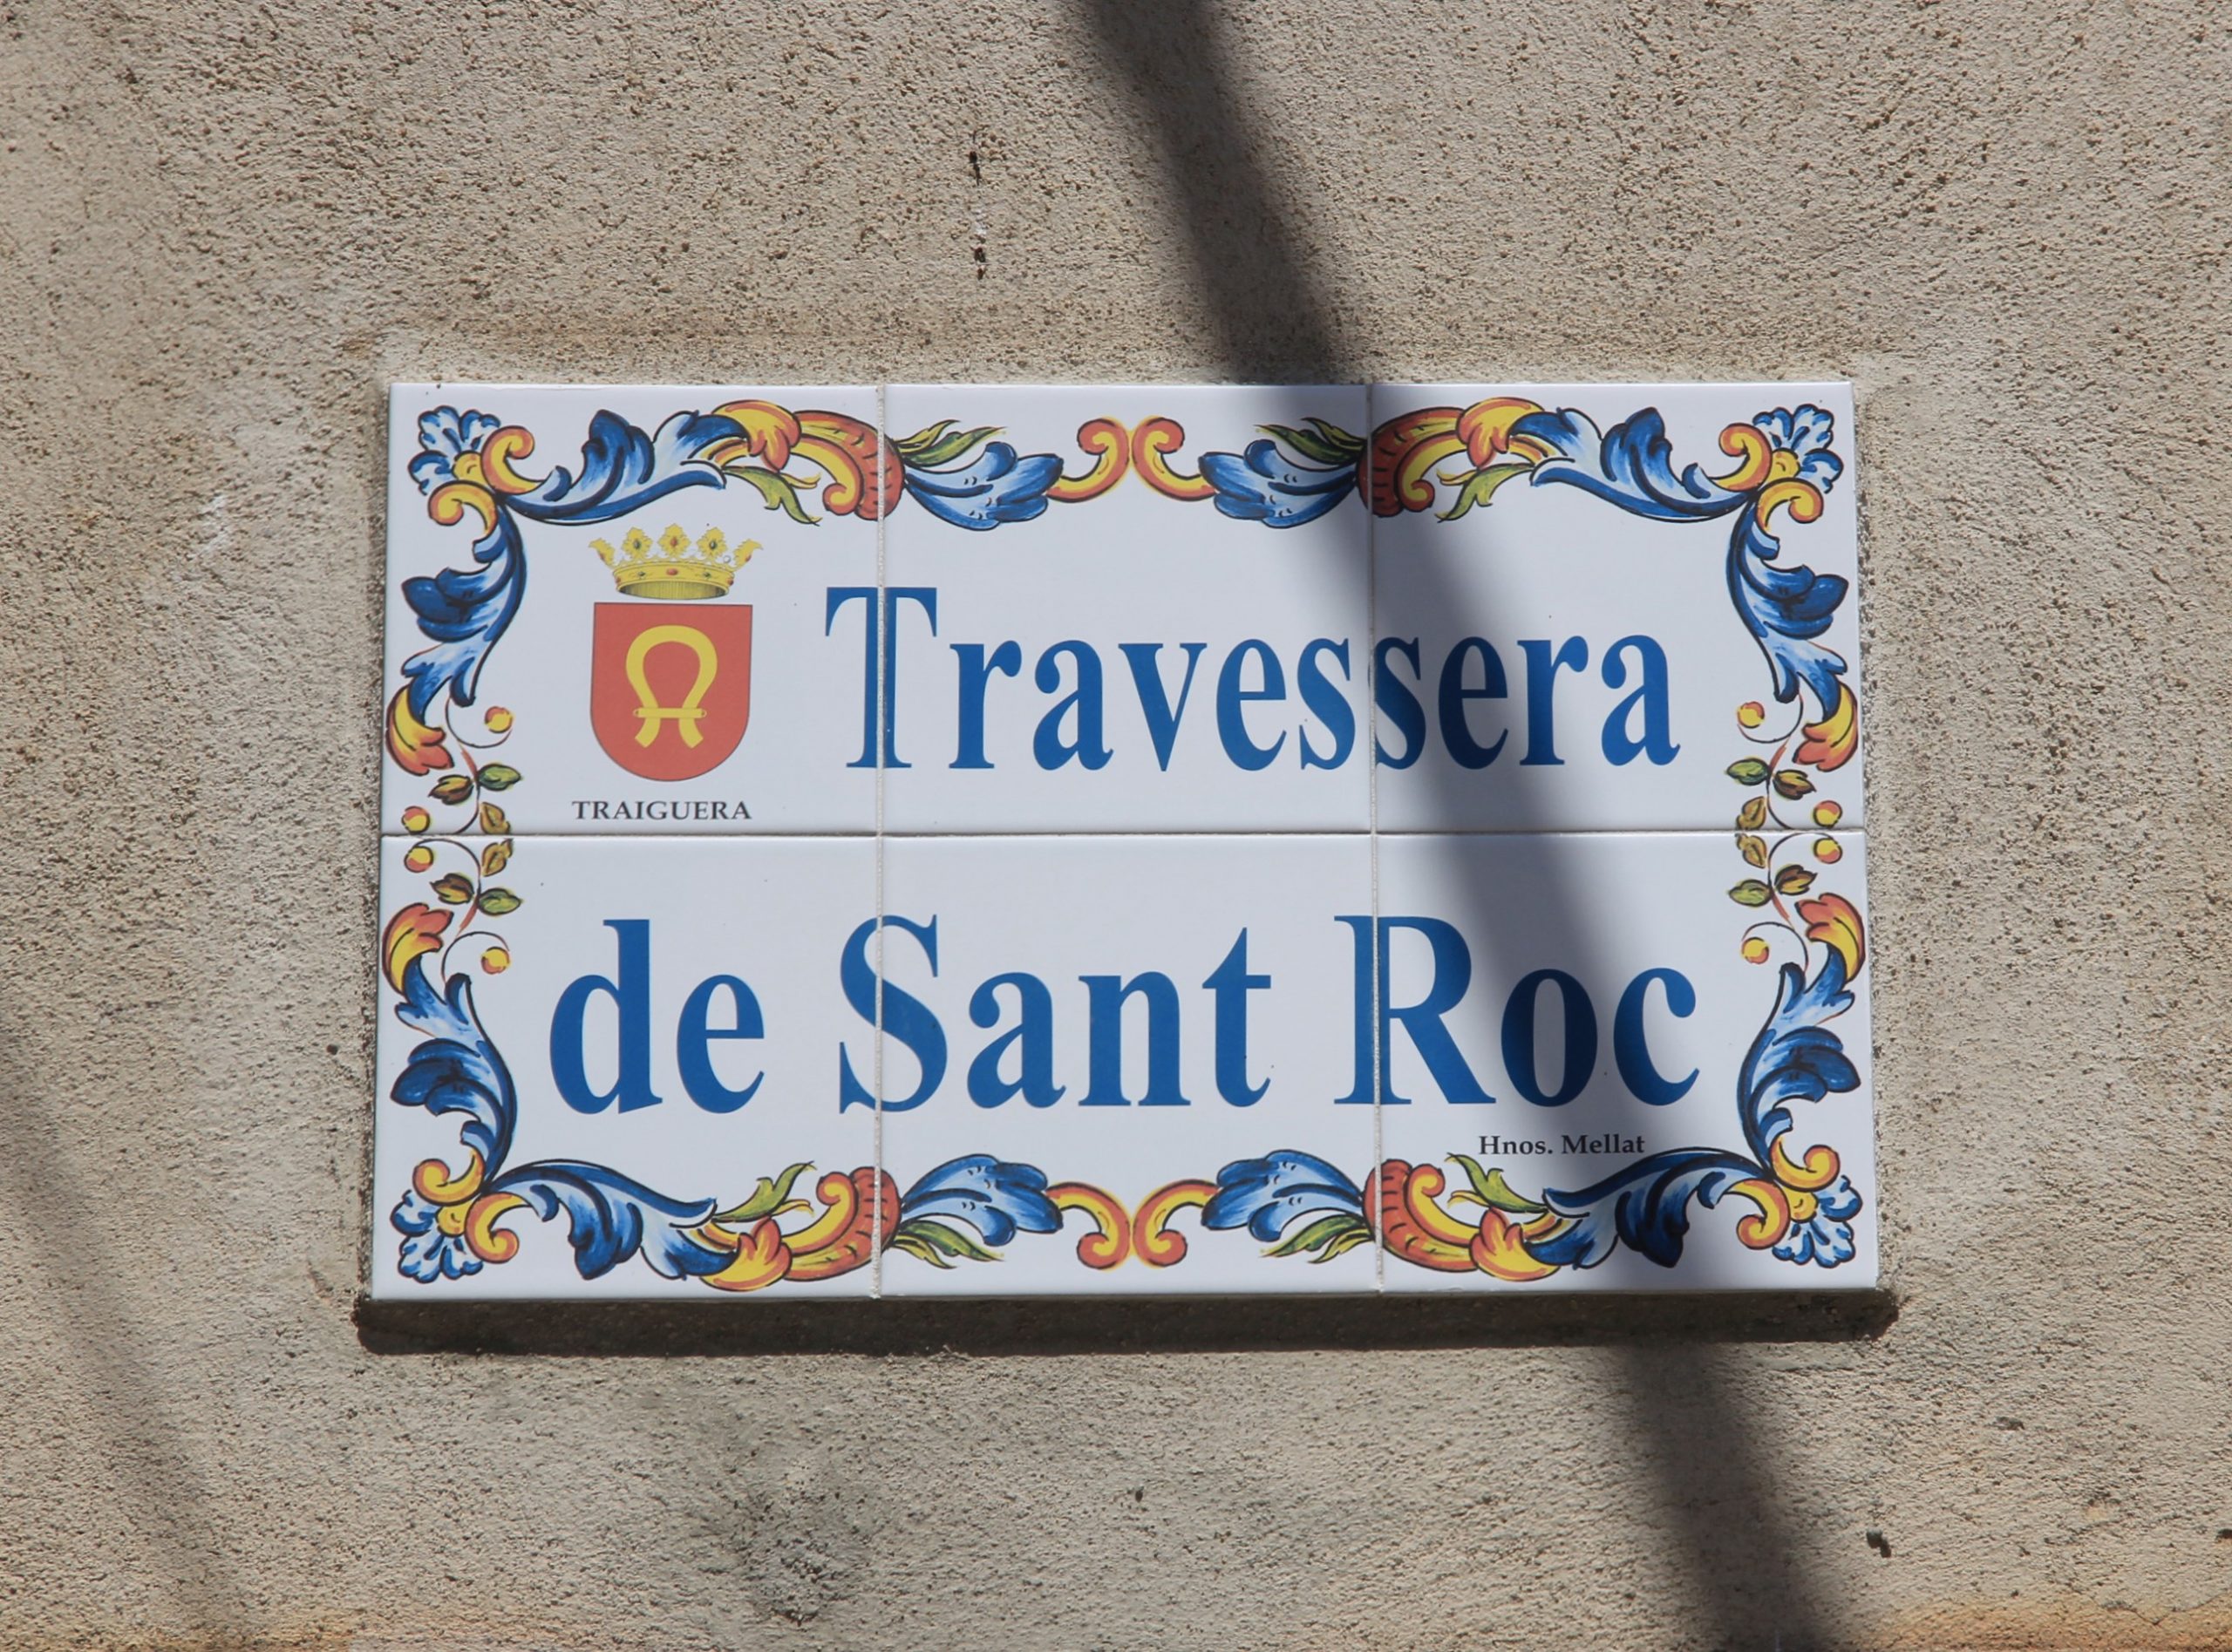 Travessera
TRAIGUERA
de Sant Roc
Hnos. Mellat